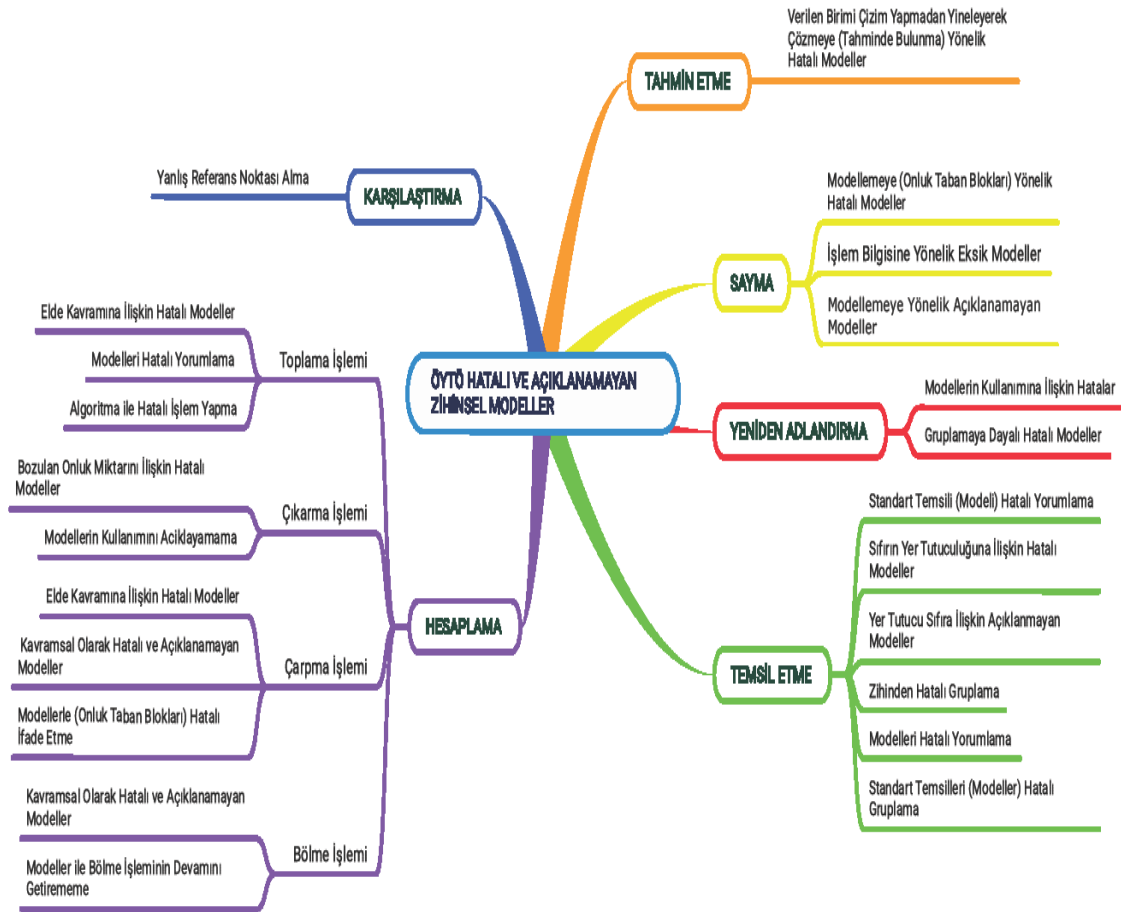 Verilen Birimi Çizim Yapmadan Yineleyerek
Çözmeye (Tahminde Bulunma) Yönelik
Hatalı Modeller
TAHMİN ETME
Yanlış Referans Noktası Alma
KARŞILAŞTIRMA
Modellemeye (Onluk Taban Blokları) Yönelik
Hatalı Modeller
İşlem Bilgisine Yönelik Eksik Modeller
SAYMA
Modellemeye Yönelik Açıklanamayan
Modeller
ÖYTÖ HATALI VE AÇIKLANAMAYAN
ZİHİNSEL MODELLER
Modellerin Kullanımına İlişkin Hatalar
YENİDEN ADLANDIRMA
Gruplamaya Dayalı Hatalı Modeller
Standart Temsili (Modeli) Hatalı Yorumlama
Sıfırın Yer Tutuculuğuna İlişkin Hatalı
Modeller
Yer Tutucu Sıfıra İlişkin Açıklanmayan
Modeller
TEMSİL ETME
Zihinden Hatalı Gruplama
Modelleri Hatalı Yorumlama
Standart Temsilleri (Modeller) Hatalı
Gruplama
Elde Kavramına İlişkin Hatalı Modeller
Modelleri Hatalı Yorumlama
Toplama İşlemi
Algoritma ile Hatalı İşlem Yapma
Bozulan Onluk Miktarını İlişkin Hatalı
Modeller
Çıkarma İşlemi
Modellerin Kullanımını Aciklayamama
HESAPLAMA
Elde Kavramına İlişkin Hatalı Modeller
Kavramsal Olarak Hatalı ve Açıklanamayan
Modeller
Çarpma İşlemi
Modellerle (Onluk Taban Blokları) Hatalı
İfade Etme
Kavramsal Olarak Hatalı ve Açıklanamayan
Modeller
Bölme İşlemi
Modeller ile Bölme İşleminin Devamını
Getirememe